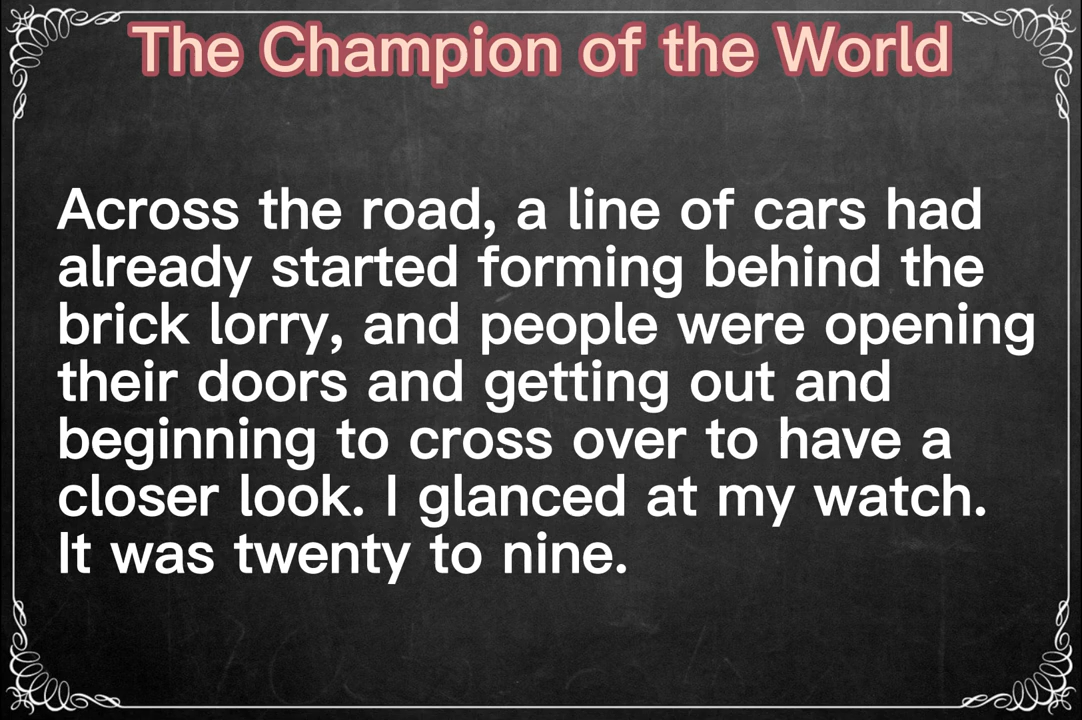 The Champion of the World
Across the road, a line of cars had
already started forming behind the
brick lorry, and people were opening
their doors and getting out and
beginning to cross over to have a
closer look. I glanced at my watch.
It was twenty to nine.